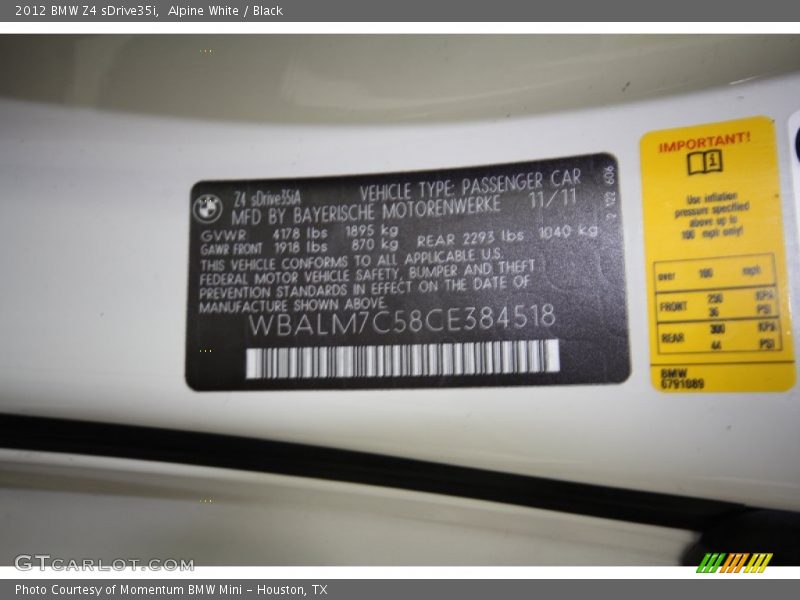 2012 BMW Z4 sDrive35i, Alpine White / Black
Z4 sDrive35iA VEHICLE TYPE: PASSENGER CAR
MFD BY BAYERISCHE MOTORENWERKE 11/11
GVWR 4178 lbs 1895 kg
GAWR FRONT 1918 lbs 870 kg REAR 2293 lbs 1040 kg
THIS VEHICLE CONFORMS TO ALL APPLICABLE U.S.
FEDERAL MOTOR VEHICLE SAFETY, BUMPER AND THEFT
PREVENTION STANDARDS IN EFFECT ON THE DATE OF
MANUFACTURE SHOWN ABOVE.
WBALM7C58CE384518
2 122 606
IMPORTANT!
Use inflation
pressure specified
above up to
100 mph only!
over 100 mph
FRONT 250 KPA
36 PSI
REAR 300 KPA
44 PSI
BMW
6791089
GTcarlot.com
Photo Courtesy of Momentum BMW Mini - Houston, TX